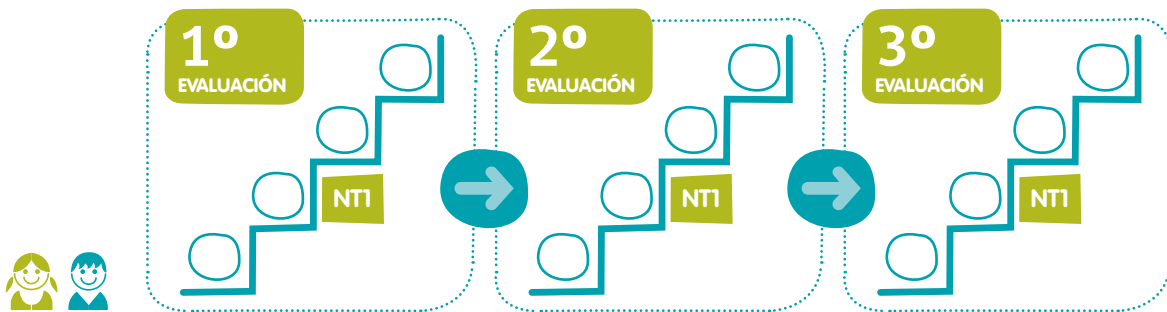 1º
EVALUACIÓN
NT1
2º
EVALUACIÓN
NT1
3º
EVALUACIÓN
NT1